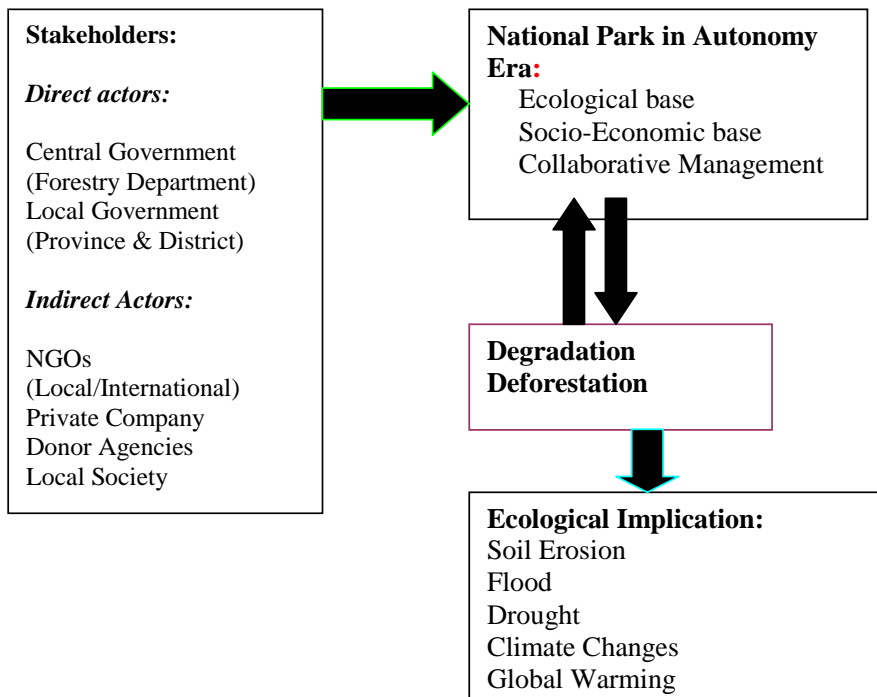 Stakeholders:
Direct actors:
Central Government
(Forestry Department)
Local Government
(Province & District)
Indirect Actors:
NGOs
(Local/International)
Private Company
Donor Agencies
Local Society
National Park in Autonomy
Era:
Ecological base
Socio-Economic base
Collaborative Management
Degradation
Deforestation
Ecological Implication:
Soil Erosion
Flood
Drought
Climate Changes
Global Warming